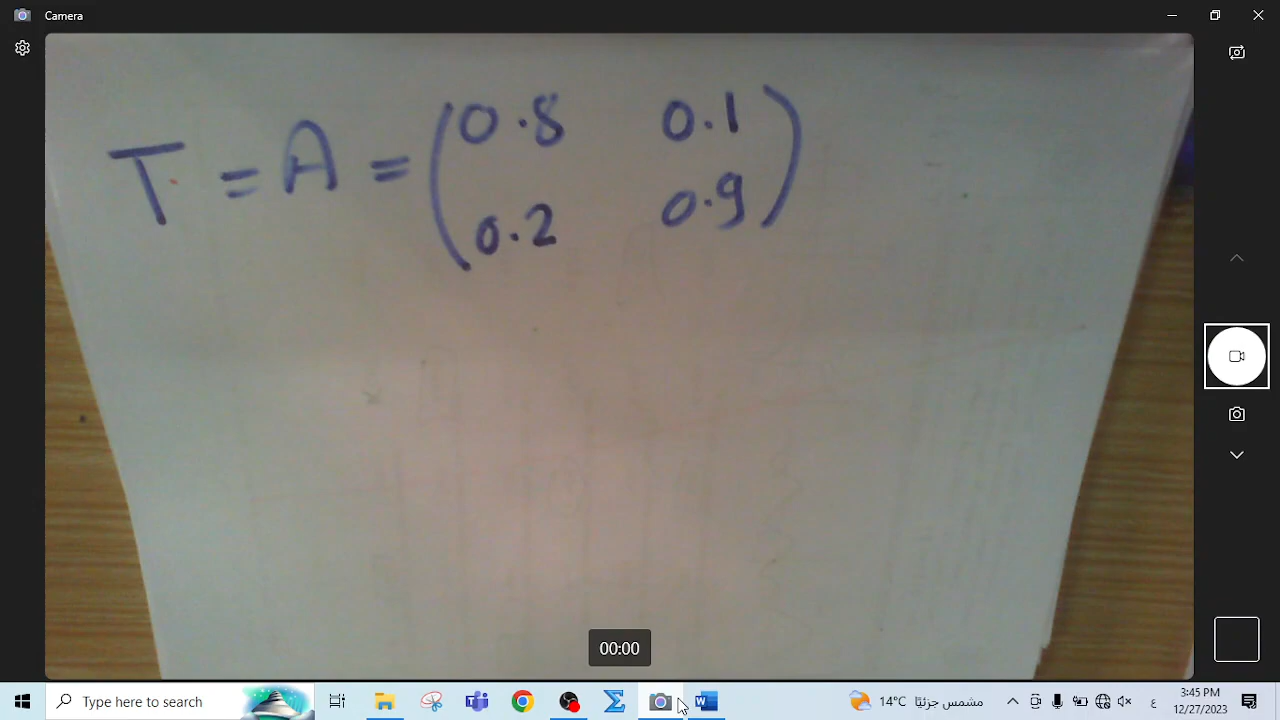 Camera
T = A = (0.8 0.1
0.2 0.9)
00:00
Type here to search
14°C مشمس جزئيًا
ع
3:45 PM
12/27/2023